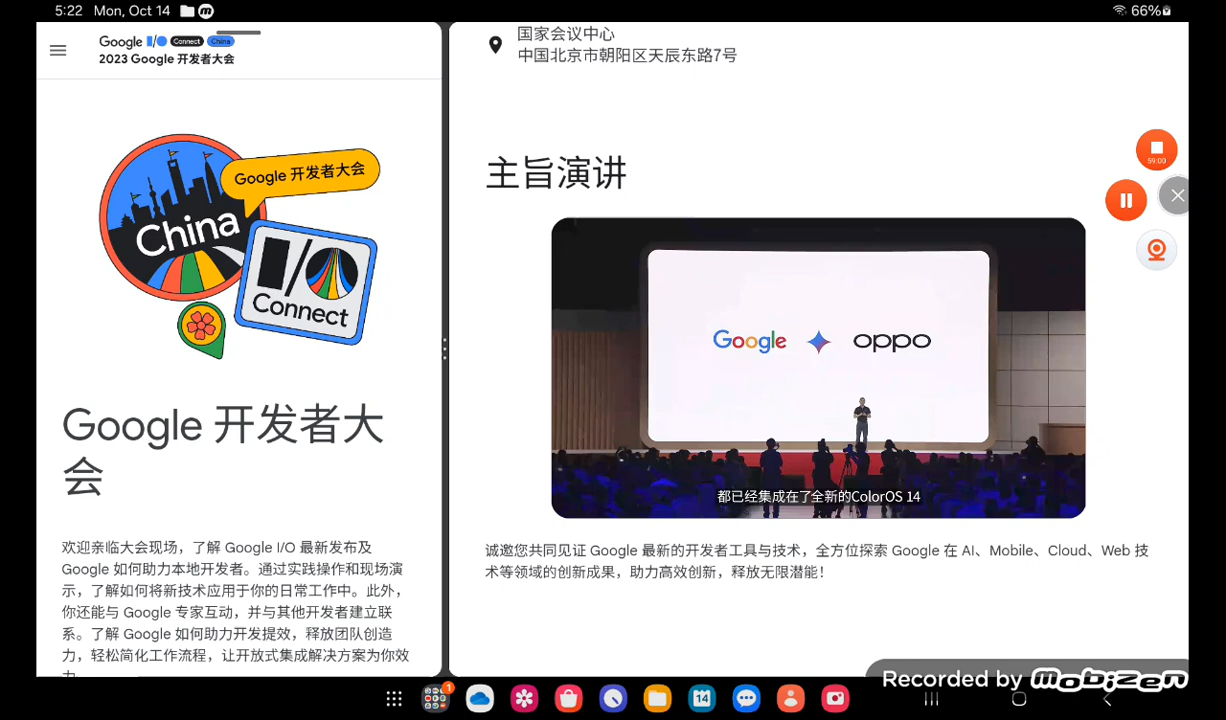 5:22 Mon, Oct 14
66%
Google I/O Connect China
2023 Google 开发者大会
Google 开发者大会
China
I/O
Connect
Google 开发者大
会
欢迎亲临大会现场，了解 Google I/O 最新发布及
Google 如何助力本地开发者。通过实践操作和现场演
示，了解如何将新技术应用于你的日常工作中。此外，
你还能与 Google 专家互动，并与其他开发者建立联
系。了解 Google 如何助力开发提效，释放团队创造
力，轻松简化工作流程，让开放式集成解决方案为你效
力。
国家会议中心
中国北京市朝阳区天辰东路7号
主旨演讲
Google oppo
都已经集成在了全新的ColorOS 14
诚邀您共同见证 Google 最新的开发者工具与技术，全方位探索 Google 在 AI、Mobile、Cloud、Web 技
术等领域的创新成果，助力高效创新，释放无限潜能！
59:00
1
14
Recorded by mobizen